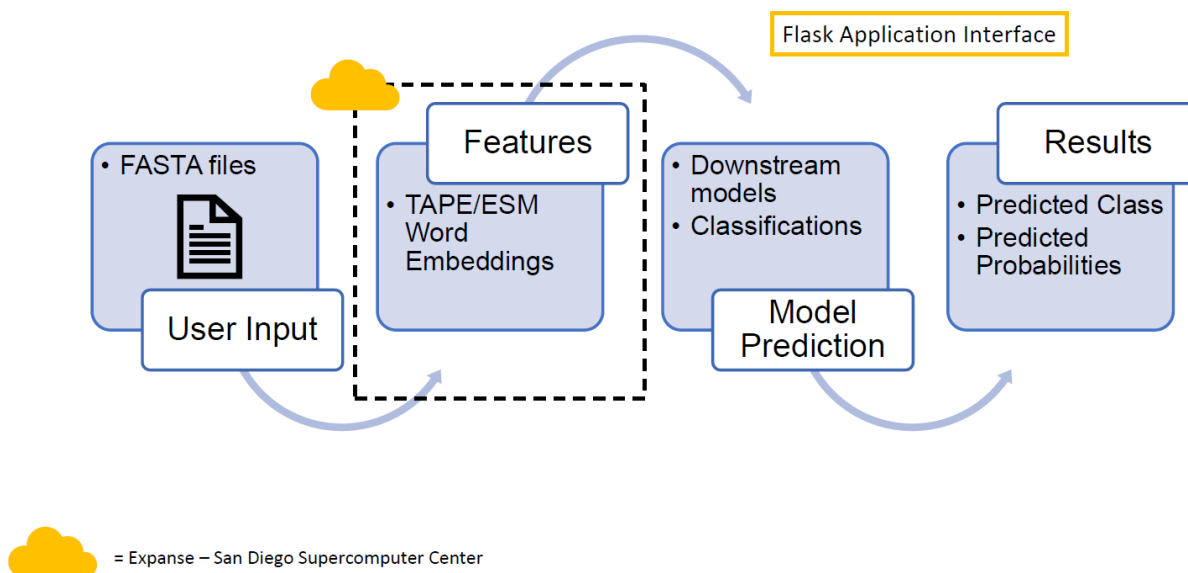 Flask Application Interface
• FASTA files
User Input
Features
• TAPE/ESM
Word
Embeddings
• Downstream
models
• Classifications
Model
Prediction
Results
• Predicted Class
• Predicted
Probabilities
= Expanse – San Diego Supercomputer Center